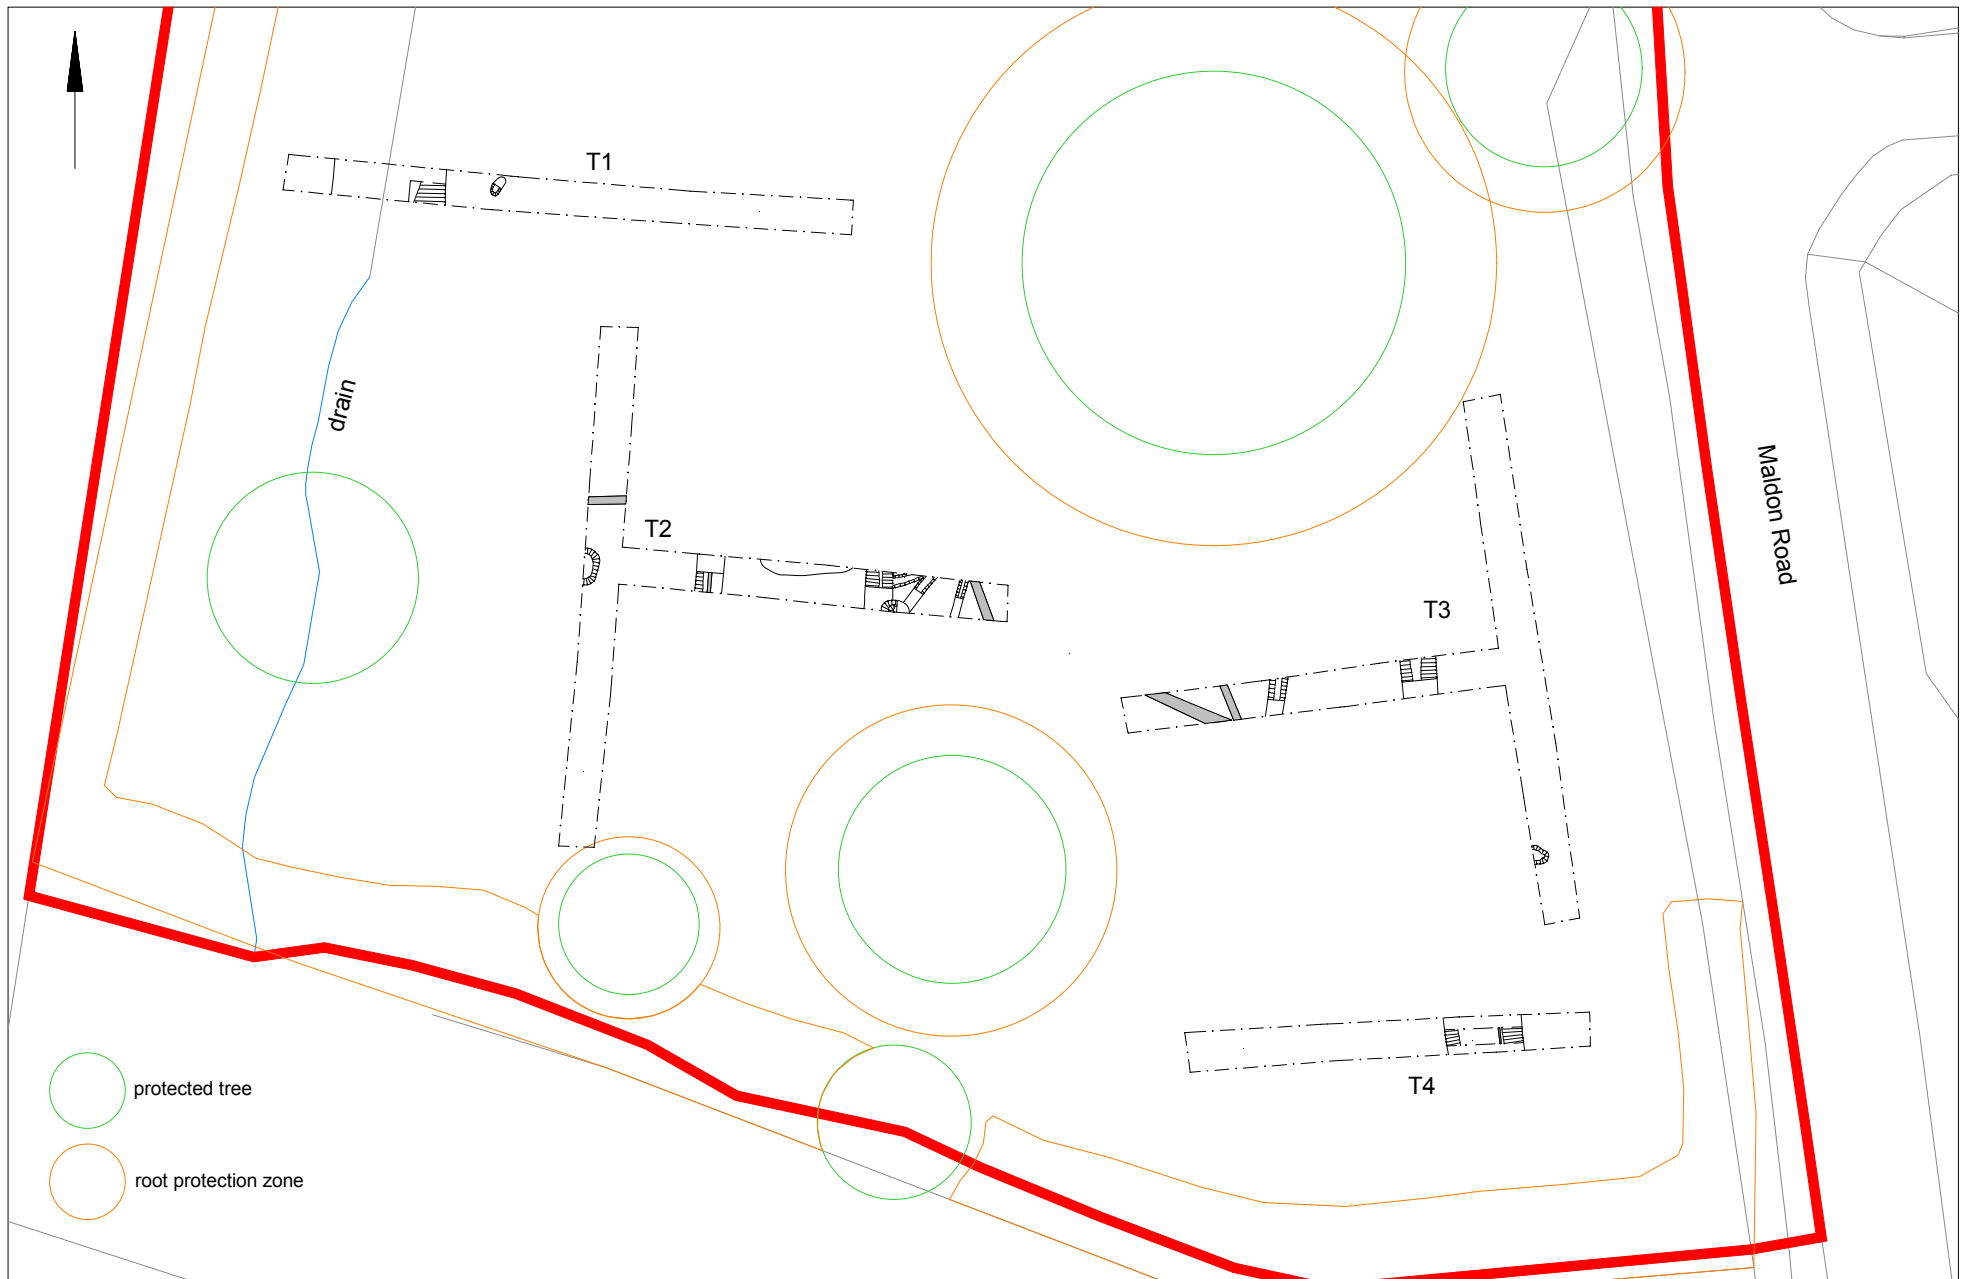 T1
drain
T2
Maldon Road
T3
T4
protected tree
root protection zone